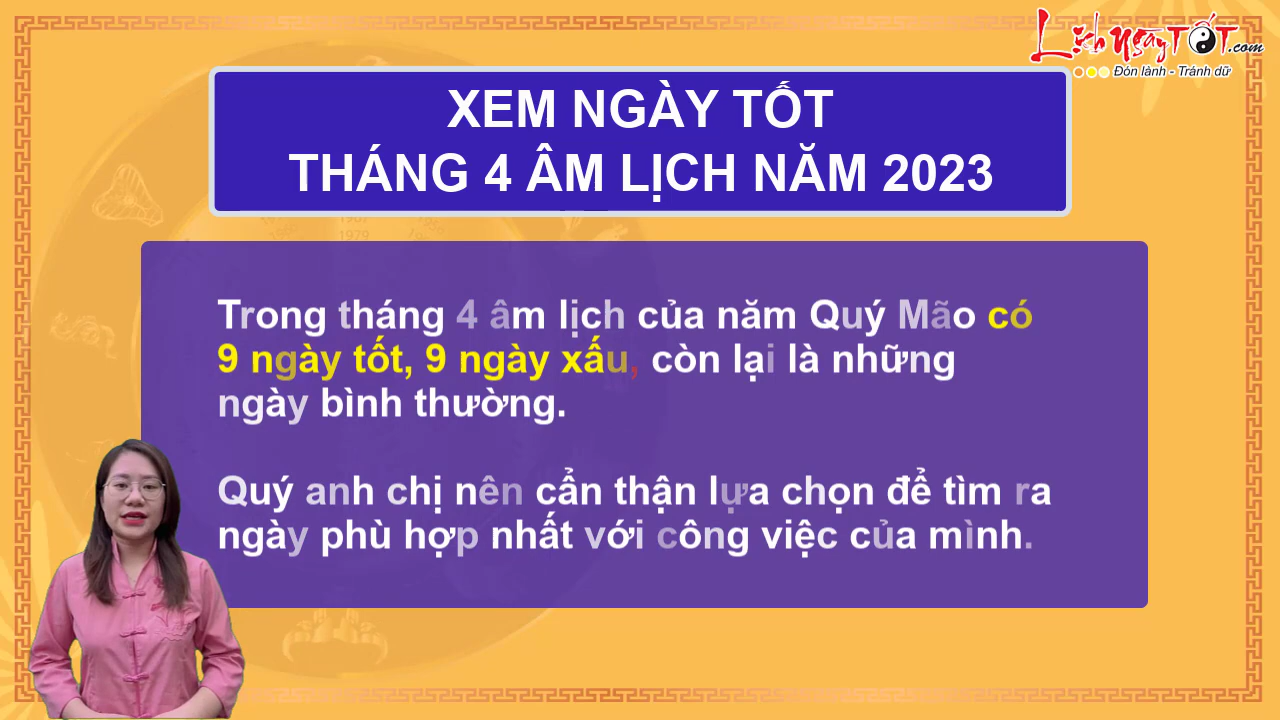 LịchNgàyTỐT.com
Đón lành - Tránh dữ
XEM NGÀY TỐT
THÁNG 4 ÂM LỊCH NĂM 2023
1979
Trong tháng 4 âm lịch của năm Quý Mão có
9 ngày tốt, 9 ngày xấu, còn lại là những
ngày bình thường.
Quý anh chị nên cẩn thận lựa chọn để tìm ra
ngày phù hợp nhất với công việc của mình.